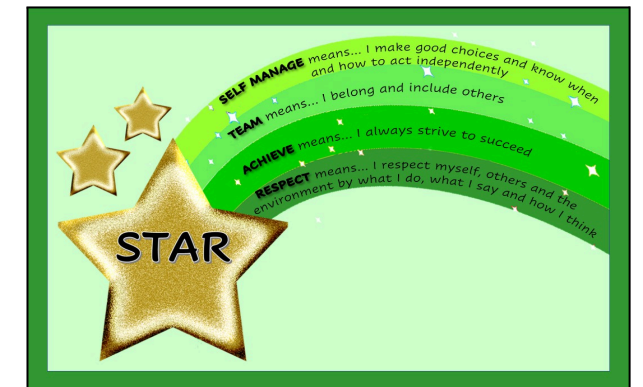 SELF MANAGE means... I make good choices and know when
and how to act independently
TEAM means... I belong and include others
ACHIEVE means... I always strive to succeed
RESPECT means... I respect myself, others and the
environment by what I do, what I say and how I think
STAR